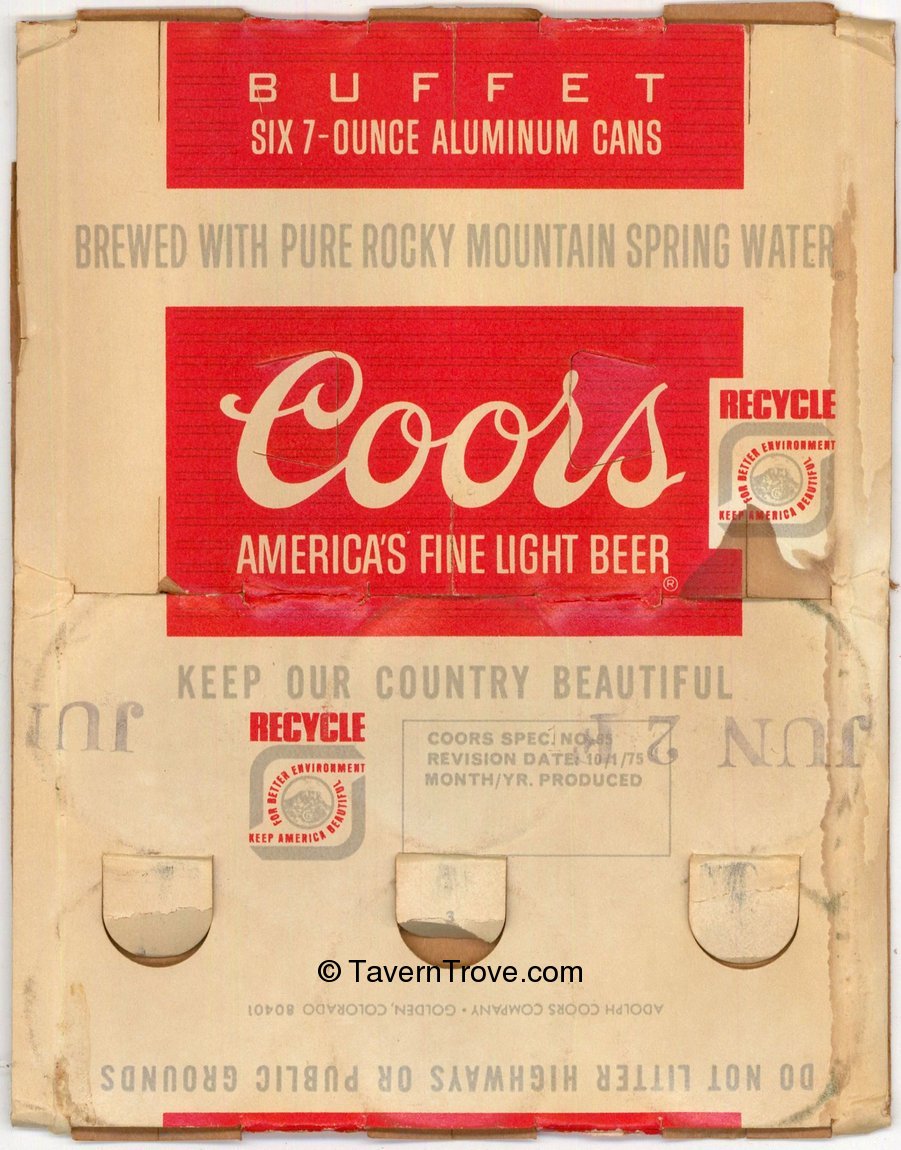 BUFFET
SIX 7-OUNCE ALUMINUM CANS
BREWED WITH PURE ROCKY MOUNTAIN SPRING WATER
Coors
AMERICA'S FINE LIGHT BEER
®
RECYCLE
FOR BETTER ENVIRONMENT
KEEP AMERICA BEAUTIFUL
KEEP OUR COUNTRY BEAUTIFUL
JUN
JUN
RECYCLE
FOR BETTER ENVIRONMENT
KEEP AMERICA BEAUTIFUL
COORS SPEC. NO.
REVISION DATE: 10/1/75
MONTH/YR. PRODUCED
3
© TavernTrove.com
ADOLPH COORS COMPANY • GOLDEN, COLORADO 80401
DO NOT LITTER HIGHWAYS OR PUBLIC GROUNDS